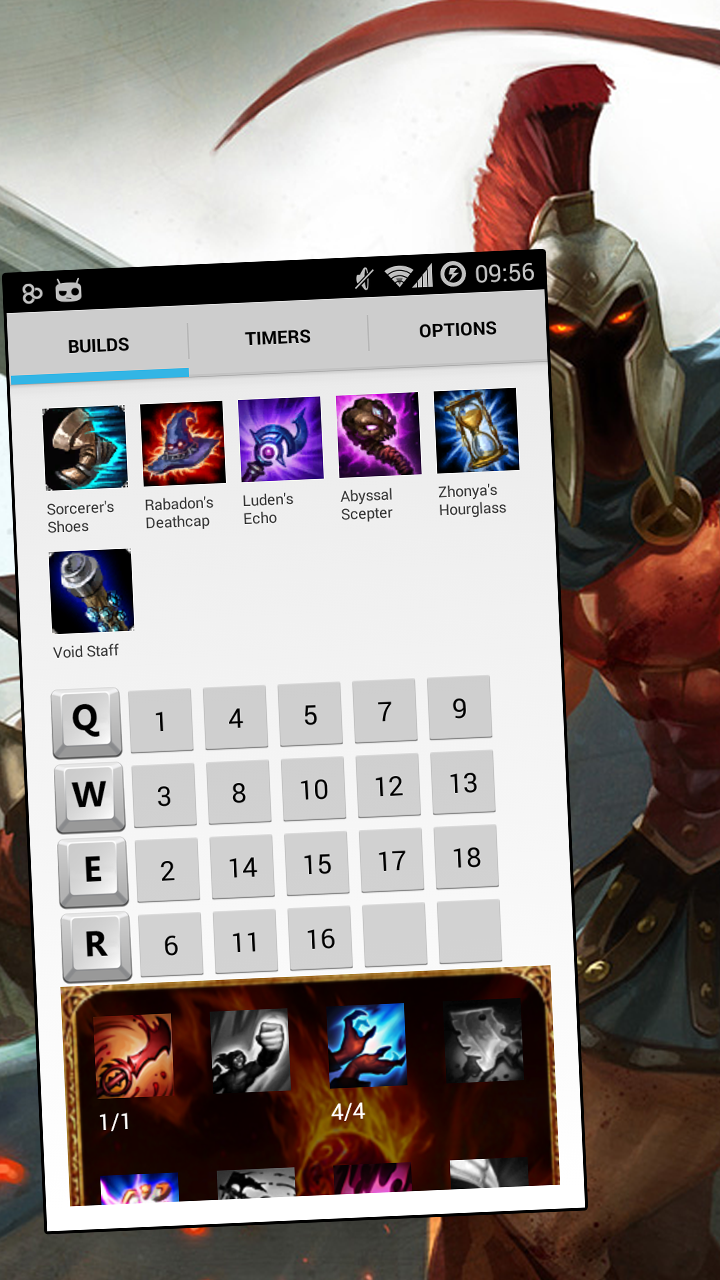 09:56
BUILDS TIMERS OPTIONS
Sorcerer's
Shoes
Rabadon's
Deathcap
Luden's
Echo
Abyssal
Scepter
Zhonya's
Hourglass
Void Staff
Q 1 4 5 7 9
W 3 8 10 12 13
E 2 14 15 17 18
R 6 11 16
1/1 4/4